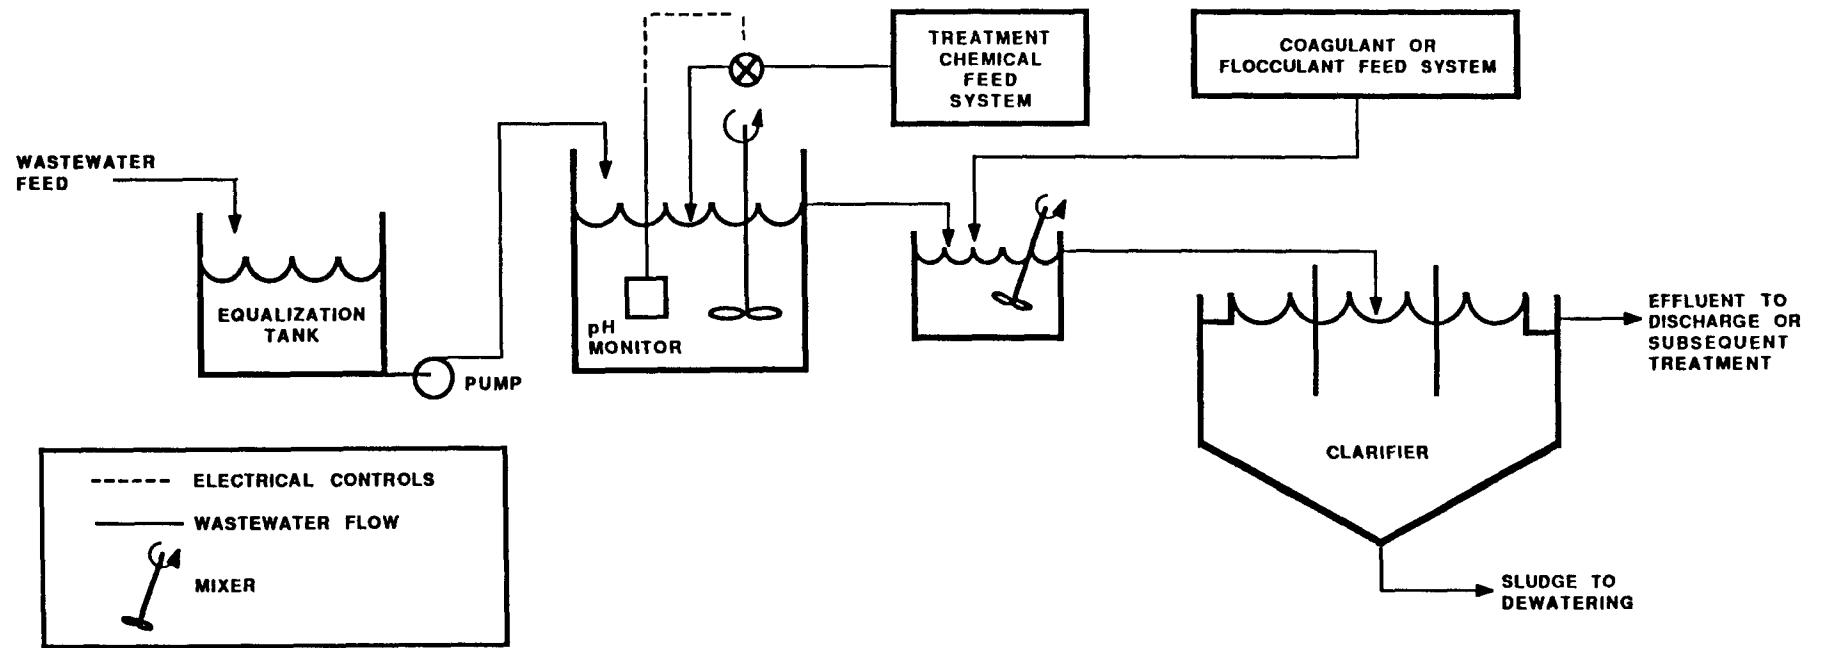 TREATMENT
CHEMICAL
FEED
SYSTEM
COAGULANT OR
FLOCCULANT FEED SYSTEM
WASTEWATER
FEED
EQUALIZATION
TANK
PUMP
pH
MONITOR
EFFLUENT TO
DISCHARGE OR
SUBSEQUENT
TREATMENT
CLARIFIER
SLUDGE TO
DEWATERING
ELECTRICAL CONTROLS
WASTEWATER FLOW
MIXER